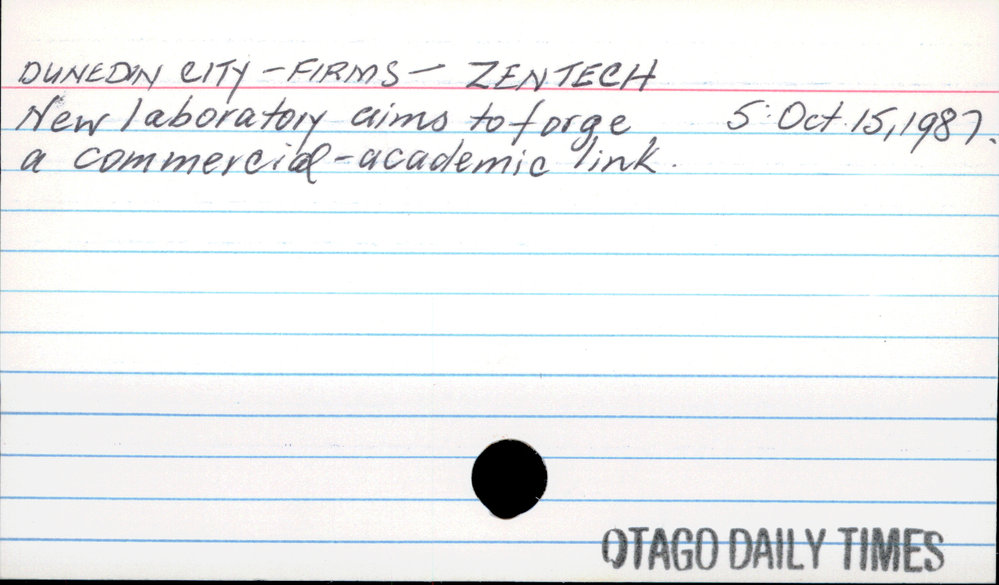 DUNEDIN CITY - FIRMS - ZENTECH
New laboratory aims to forge 5: Oct. 15, 1987.
a commercial-academic link.
OTAGO DAILY TIMES